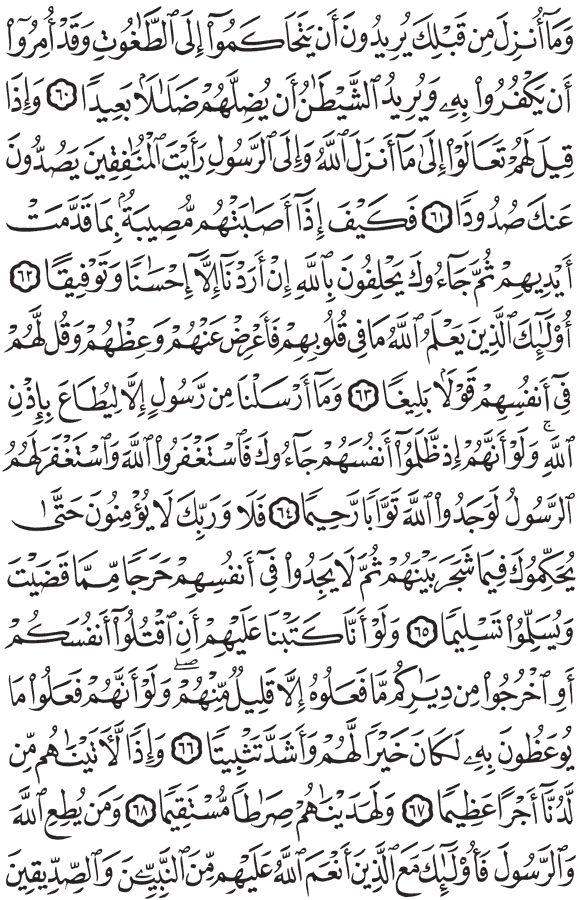 وَمَآ أُنزِلَ مِن قَبۡلِكَ يُرِيدُونَ أَن يَتَحَاكَمُوٓاْ إِلَى ٱلطَّٰغُوتِ وَقَدۡ أُمِرُوٓاْ
أَن يَكۡفُرُواْ بِهِۦ وَيُرِيدُ ٱلشَّيۡطَٰنُ أَن يُضِلَّهُمۡ ضَلَٰلَۢا بَعِيدٗا ٦٠ وَإِذَا
قِيلَ لَهُمۡ تَعَالَوۡاْ إِلَىٰ مَآ أَنزَلَ ٱللَّهُ وَإِلَى ٱلرَّسُولِ رَأَيۡتَ ٱلۡمُنَٰفِقِينَ يَصُدُّونَ
عَنكَ صُدُودٗا ٦١ فَكَيۡفَ إِذَآ أَصَٰبَتۡهُم مُّصِيبَةُۢ بِمَا قَدَّمَتۡ
أَيۡدِيهِمۡ ثُمَّ جَآءُوكَ يَحۡلِفُونَ بِٱللَّهِ إِنۡ أَرَدۡنَآ إِلَّآ إِحۡسَٰنٗا وَتَوۡفِيقًا ٦٢
أُوْلَٰٓئِكَ ٱلَّذِينَ يَعۡلَمُ ٱللَّهُ مَا فِي قُلُوبِهِمۡ فَأَعۡرِضۡ عَنۡهُمۡ وَعِظۡهُمۡ وَقُل لَّهُمۡ
فِيٓ أَنفُسِهِمۡ قَوۡلَۢا بَلِيغٗا ٦٣ وَمَآ أَرۡسَلۡنَا مِن رَّسُولٍ إِلَّا لِيُطَاعَ بِإِذۡنِ
ٱللَّهِۚ وَلَوۡ أَنَّهُمۡ إِذ ظَّلَمُوٓاْ أَنفُسَهُمۡ جَآءُوكَ فَٱسۡتَغۡفَرُواْ ٱللَّهَ وَٱسۡتَغۡفَرَ لَهُمُ
ٱلرَّسُولُ لَوَجَدُواْ ٱللَّهَ تَوَّابٗا رَّحِيمٗا ٦٤ فَلَا وَرَبِّكَ لَا يُؤۡمِنُونَ حَتَّىٰ
يُحَكِّمُوكَ فِيمَا شَجَرَ بَيۡنَهُمۡ ثُمَّ لَا يَجِدُواْ فِيٓ أَنفُسِهِمۡ حَرَجٗا مِّمَّا قَضَيۡتَ
وَيُسَلِّمُواْ تَسۡلِيمٗا ٦٥ وَلَوۡ أَنَّا كَتَبۡنَا عَلَيۡهِمۡ أَنِ ٱقۡتُلُوٓاْ أَنفُسَكُمۡ
أَوِ ٱخۡرُجُواْ مِن دِيَٰرِكُم مَّا فَعَلُوهُ إِلَّا قَلِيلٞ مِّنۡهُمۡۖ وَلَوۡ أَنَّهُمۡ فَعَلُواْ مَا
يُوعَظُونَ بِهِۦ لَكَانَ خَيۡرٗا لَّهُمۡ وَأَشَدَّ تَثۡبِيتٗا ٦٦ وَإِذٗا لَّأٓتَيۡنَٰهُم مِّن
لَّدُنَّآ أَجۡرًا عَظِيمٗا ٦٧ وَلَهَدَيۡنَٰهُمۡ صِرَٰطٗا مُّسۡتَقِيمٗا ٦٨ وَمَن يُطِعِ ٱللَّهَ
وَٱلرَّسُولَ فَأُوْلَٰٓئِكَ مَعَ ٱلَّذِينَ أَنۡعَمَ ٱللَّهُ عَلَيۡهِم مِّنَ ٱلنَّبِيِّـۧنَ وَٱلصِّدِّيقِينَ